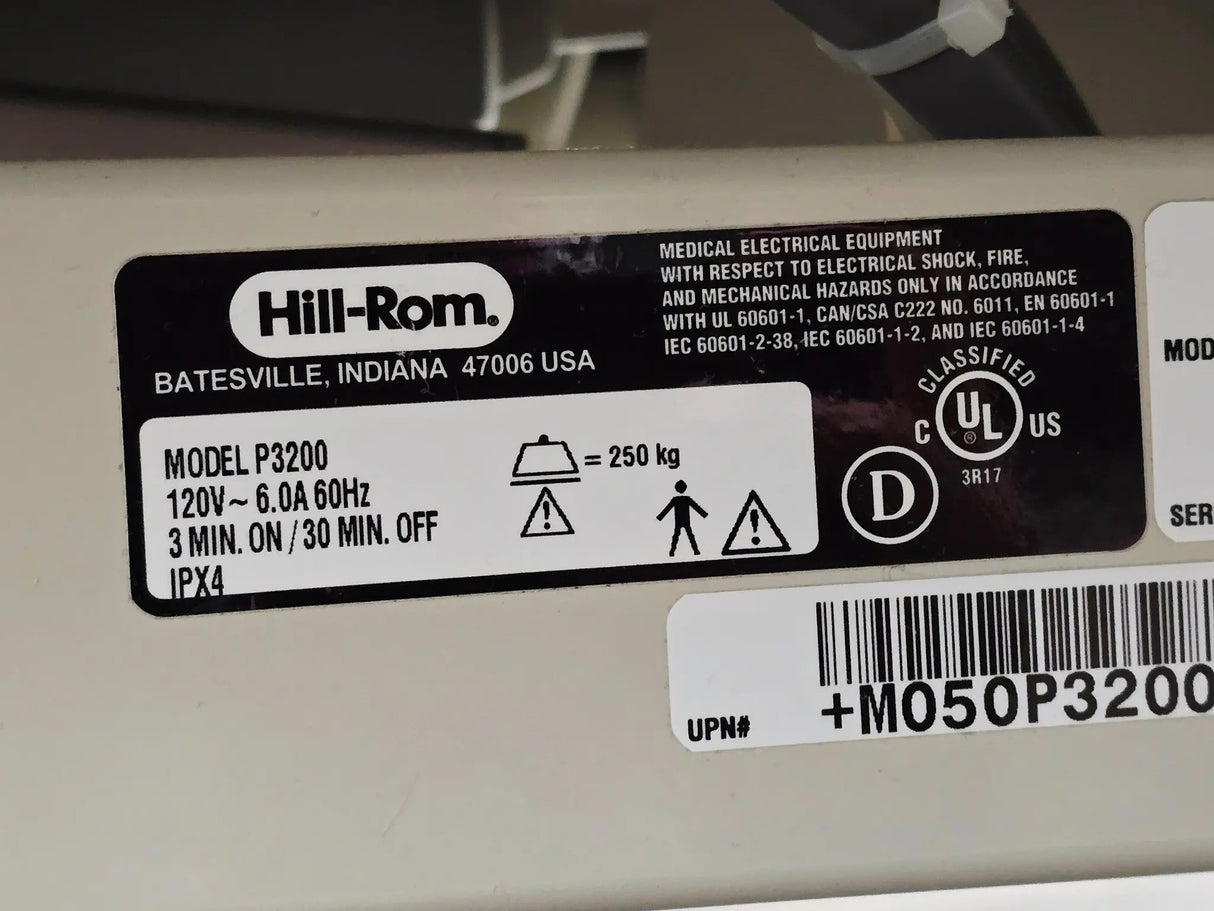 Hill-Rom®
BATESVILLE, INDIANA 47006 USA
MEDICAL ELECTRICAL EQUIPMENT
WITH RESPECT TO ELECTRICAL SHOCK, FIRE,
AND MECHANICAL HAZARDS ONLY IN ACCORDANCE
WITH UL 60601-1, CAN/CSA C222 NO. 6011, EN 60601-1
IEC 60601-2-38, IEC 60601-1-2, AND IEC 60601-1-4
MODEL P3200
120V~ 6.0A 60Hz
3 MIN. ON / 30 MIN. OFF
IPX4
= 250 kg
CLASSIFIED
C UL® US
3R17
D
MOD
SER
UPN#
+M050P3200